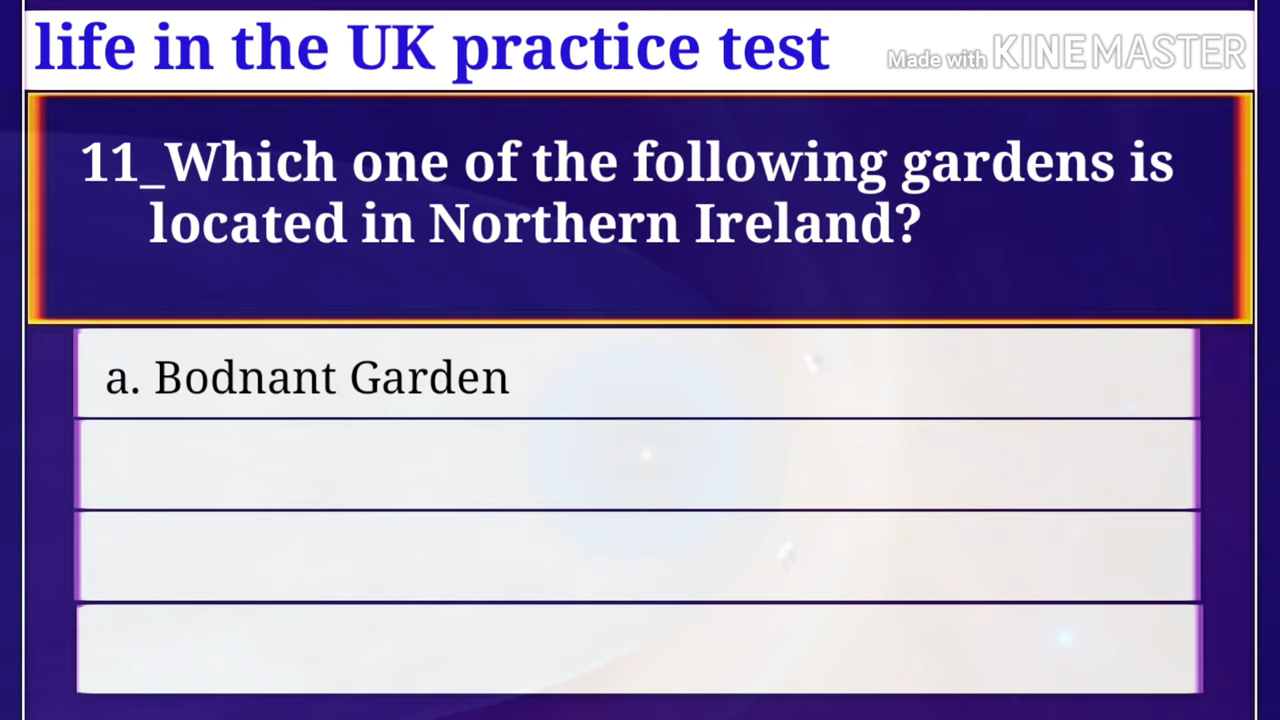 life in the UK practice test
Made with KINEMASTER
11_Which one of the following gardens is
located in Northern Ireland?
a. Bodnant Garden